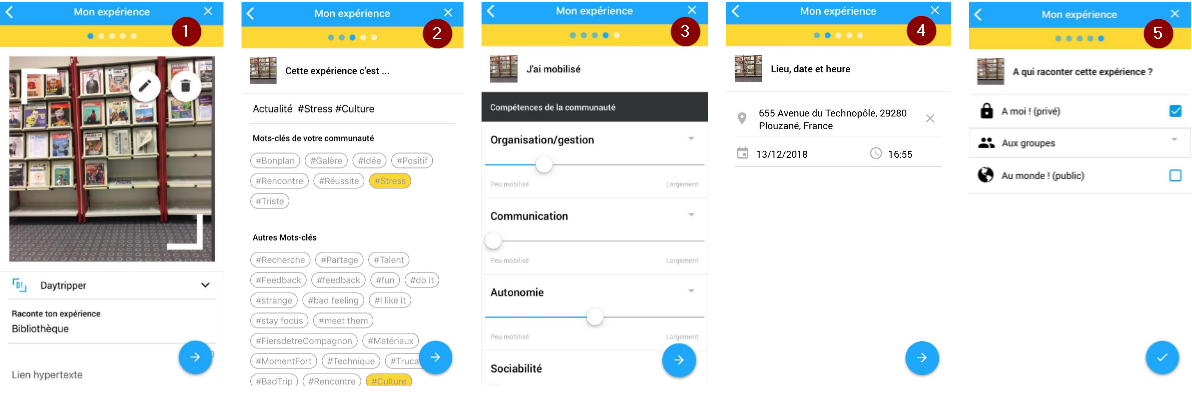 Mon expérience
1
Daytripper
Raconte ton expérience
Bibliothèque
Lien hypertexte
Mon expérience
2
Cette expérience c'est ...
Actualité #Stress #Culture
Mots-clés de votre communauté
#Bonplan #Galère #Idée #Positif
#Rencontre #Réussite #Stress
#Triste
Autres Mots-clés
#Recherche #Partage #Talent
#Feedback #feedback #fun #do it
#strange #bad feeling #I like it
#stay focus #meet them
#FiersdetreCompagnon #Matériaux
#MomentFort #Technique #Truca
#BadTrip #Rencontre #Culture
Mon expérience
3
J'ai mobilisé
Compétences de la communauté
Organisation/gestion
Peu mobilisé Largement
Communication
Peu mobilisé Largement
Autonomie
Peu mobilisé Largement
Sociabilité
Mon expérience
4
Lieu, date et heure
655 Avenue du Technopôle, 29280
Plouzané, France
13/12/2018 16:55
Mon expérience
5
A qui raconter cette expérience ?
A moi ! (privé)
Aux groupes
Au monde ! (public)